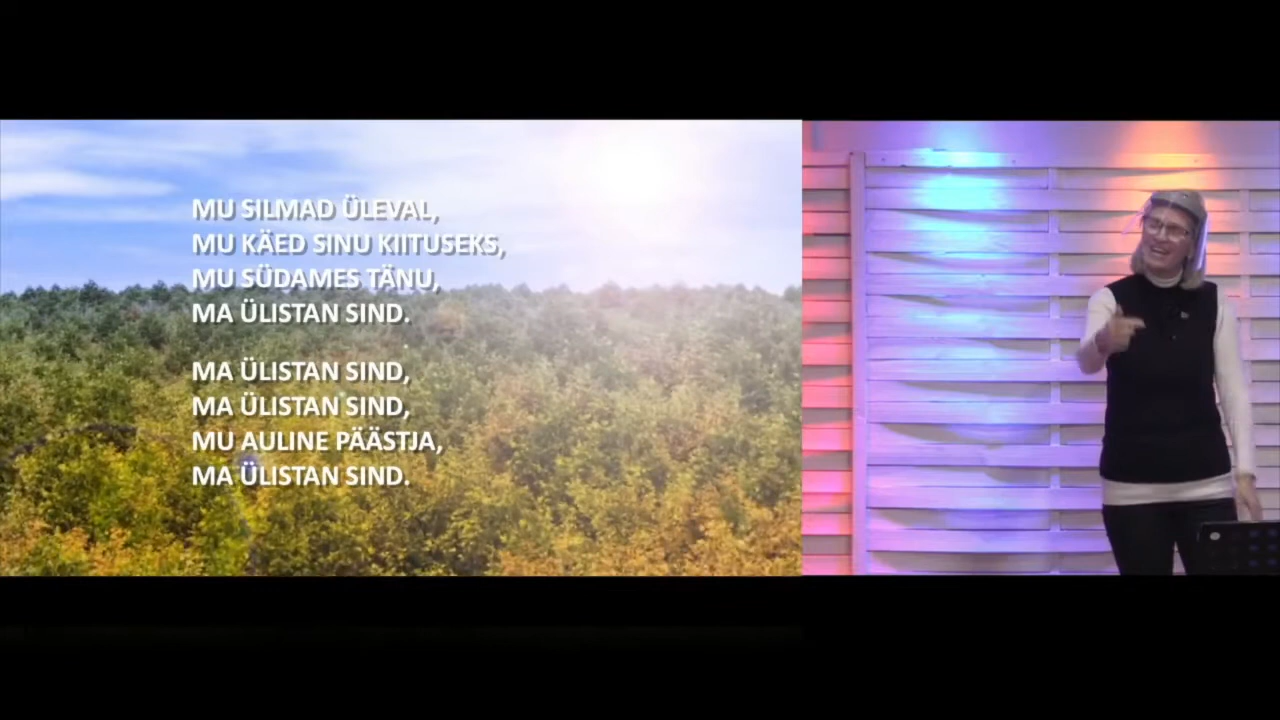 MU SILMAD ÜLEVAL,
MU KÄED SINU KIITUSEKS,
MU SÜDAMES TÄNU,
MA ÜLISTAN SIND.
MA ÜLISTAN SIND,
MA ÜLISTAN SIND,
MU AULINE PÄÄSTJA,
MA ÜLISTAN SIND.